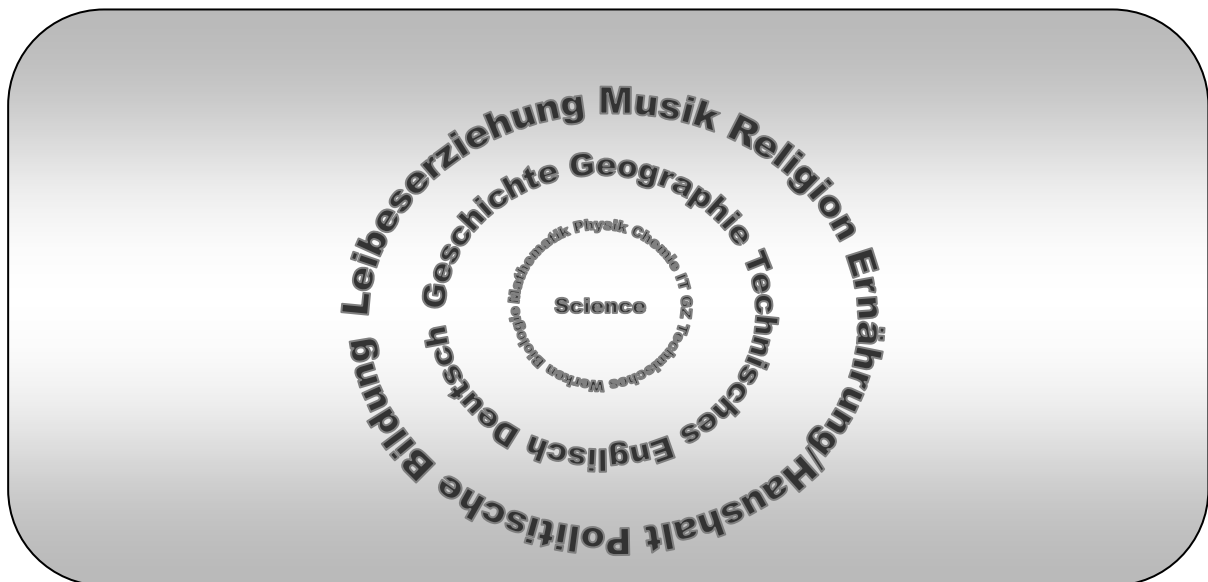 Leibeserziehung Musik Religion Ernährung/Haushalt Politische Bildung
Geschichte Geographie Technisches Englisch Deutsch
Mathematik Physik Chemie IT GZ Technisches Werken Biologie
Science